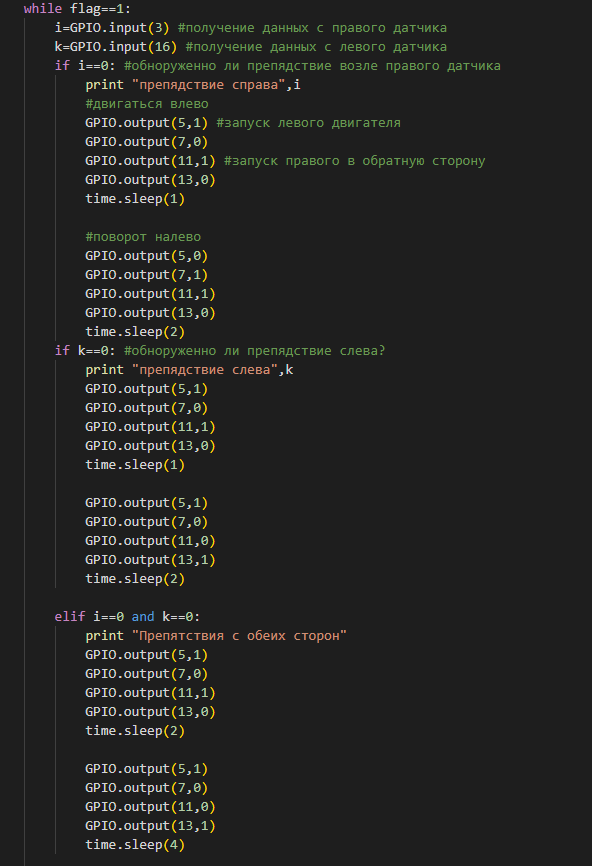 while flag==1:
    i=GPIO.input(3) #получение данных с правого датчика
    k=GPIO.input(16) #получение данных с левого датчика
    if i==0: #обноруженно ли препядствие возле правого датчика
        print "препядствие справа",i
        #двигаться влево
        GPIO.output(5,1) #запуск левого двигателя
        GPIO.output(7,0)
        GPIO.output(11,1) #запуск правого в обратную сторону
        GPIO.output(13,0)
        time.sleep(1)

        #поворот налево
        GPIO.output(5,0)
        GPIO.output(7,1)
        GPIO.output(11,1)
        GPIO.output(13,0)
        time.sleep(2)
    if k==0: #обноруженно ли препядствие слева?
        print "препядствие слева",k
        GPIO.output(5,1)
        GPIO.output(7,0)
        GPIO.output(11,1)
        GPIO.output(13,0)
        time.sleep(1)

        GPIO.output(5,1)
        GPIO.output(7,0)
        GPIO.output(11,0)
        GPIO.output(13,1)
        time.sleep(2)

    elif i==0 and k==0:
        print "Препятствия с обеих сторон"
        GPIO.output(5,1)
        GPIO.output(7,0)
        GPIO.output(11,1)
        GPIO.output(13,0)
        time.sleep(2)

        GPIO.output(5,1)
        GPIO.output(7,0)
        GPIO.output(11,0)
        GPIO.output(13,1)
        time.sleep(4)